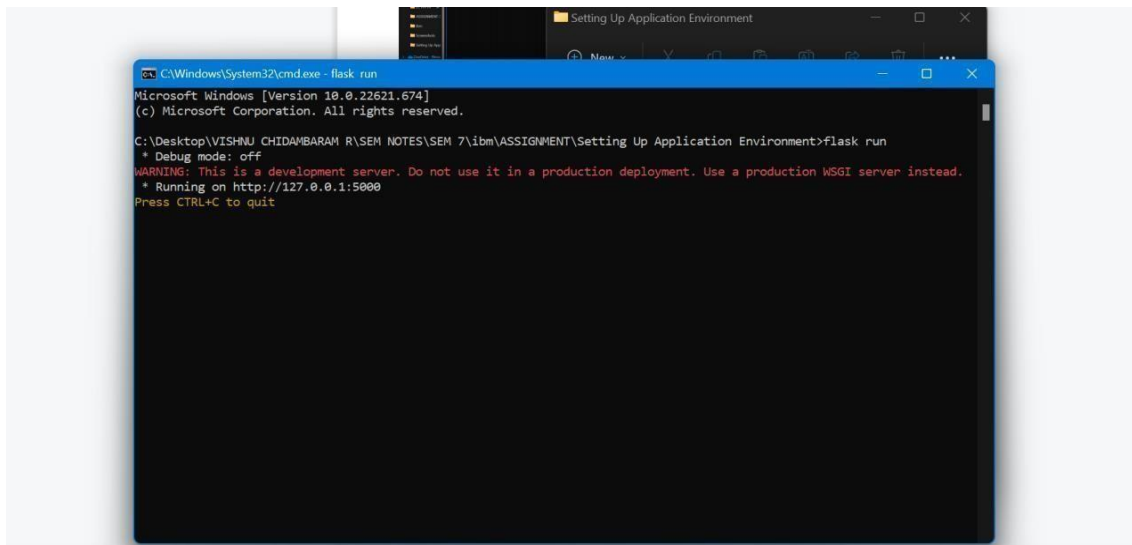 Setting Up Application Environment
New
C:\Windows\System32\cmd.exe - flask run
Microsoft Windows [Version 10.0.22621.674]
(c) Microsoft Corporation. All rights reserved.
C:\Desktop\VISHNU CHIDAMBARAM R\SEM NOTES\SEM 7\ibm\ASSIGNMENT\Setting Up Application Environment>flask run
* Debug mode: off
WARNING: This is a development server. Do not use it in a production deployment. Use a production WSGI server instead.
* Running on http://127.0.0.1:5000
Press CTRL+C to quit